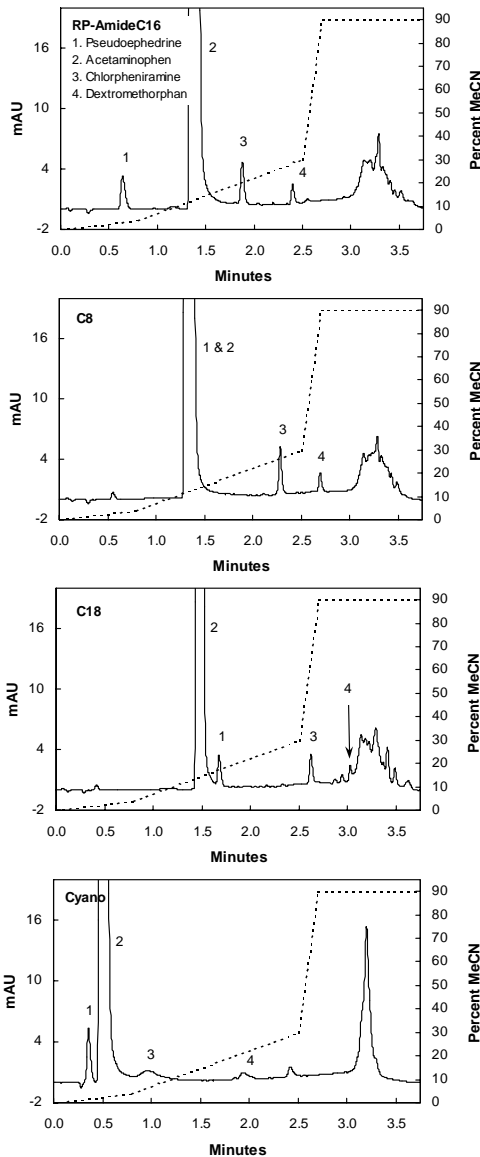 RP-AmideC16
1. Pseudoephedrine
2. Acetaminophen
3. Chlorpheniramine
4. Dextromethorphan
2
1
3
4
16
10
4
-2
mAU
90
80
70
60
50
40
30
20
10
0
Percent MeCN
0.0 0.5 1.0 1.5 2.0 2.5 3.0 3.5
Minutes
C8
1 & 2
3
4
16
10
4
-2
mAU
90
80
70
60
50
40
30
20
10
0
Percent MeCN
0.0 0.5 1.0 1.5 2.0 2.5 3.0 3.5
Minutes
C18
2
4
1
3
16
10
4
-2
mAU
90
80
70
60
50
40
30
20
10
0
Percent MeCN
0.0 0.5 1.0 1.5 2.0 2.5 3.0 3.5
Minutes
Cyano
2
1
3
4
16
10
4
-2
mAU
90
80
70
60
50
40
30
20
10
0
Percent MeCN
0.0 0.5 1.0 1.5 2.0 2.5 3.0 3.5
Minutes